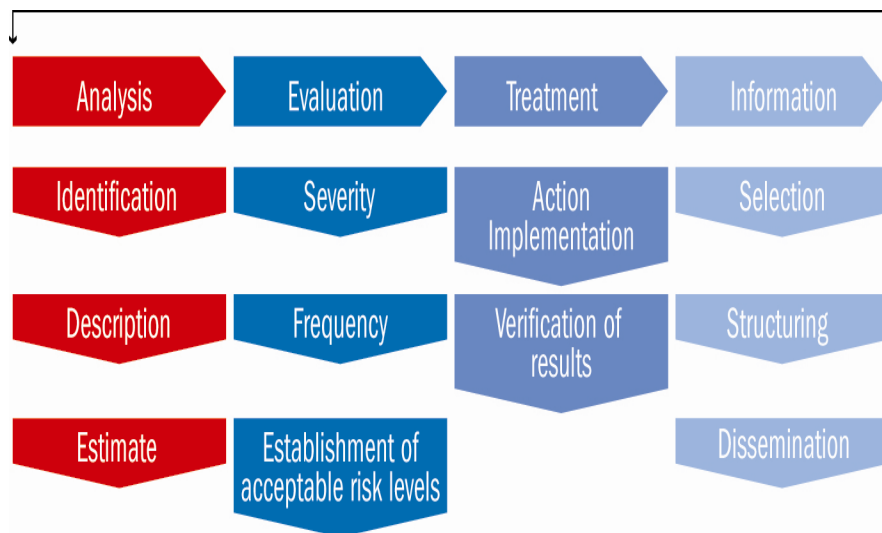 Analysis
Evaluation
Treatment
Information
Identification
Severity
Action
Implementation
Selection
Description
Frequency
Verification of
results
Structuring
Estimate
Establishment of
acceptable risk levels
Dissemination